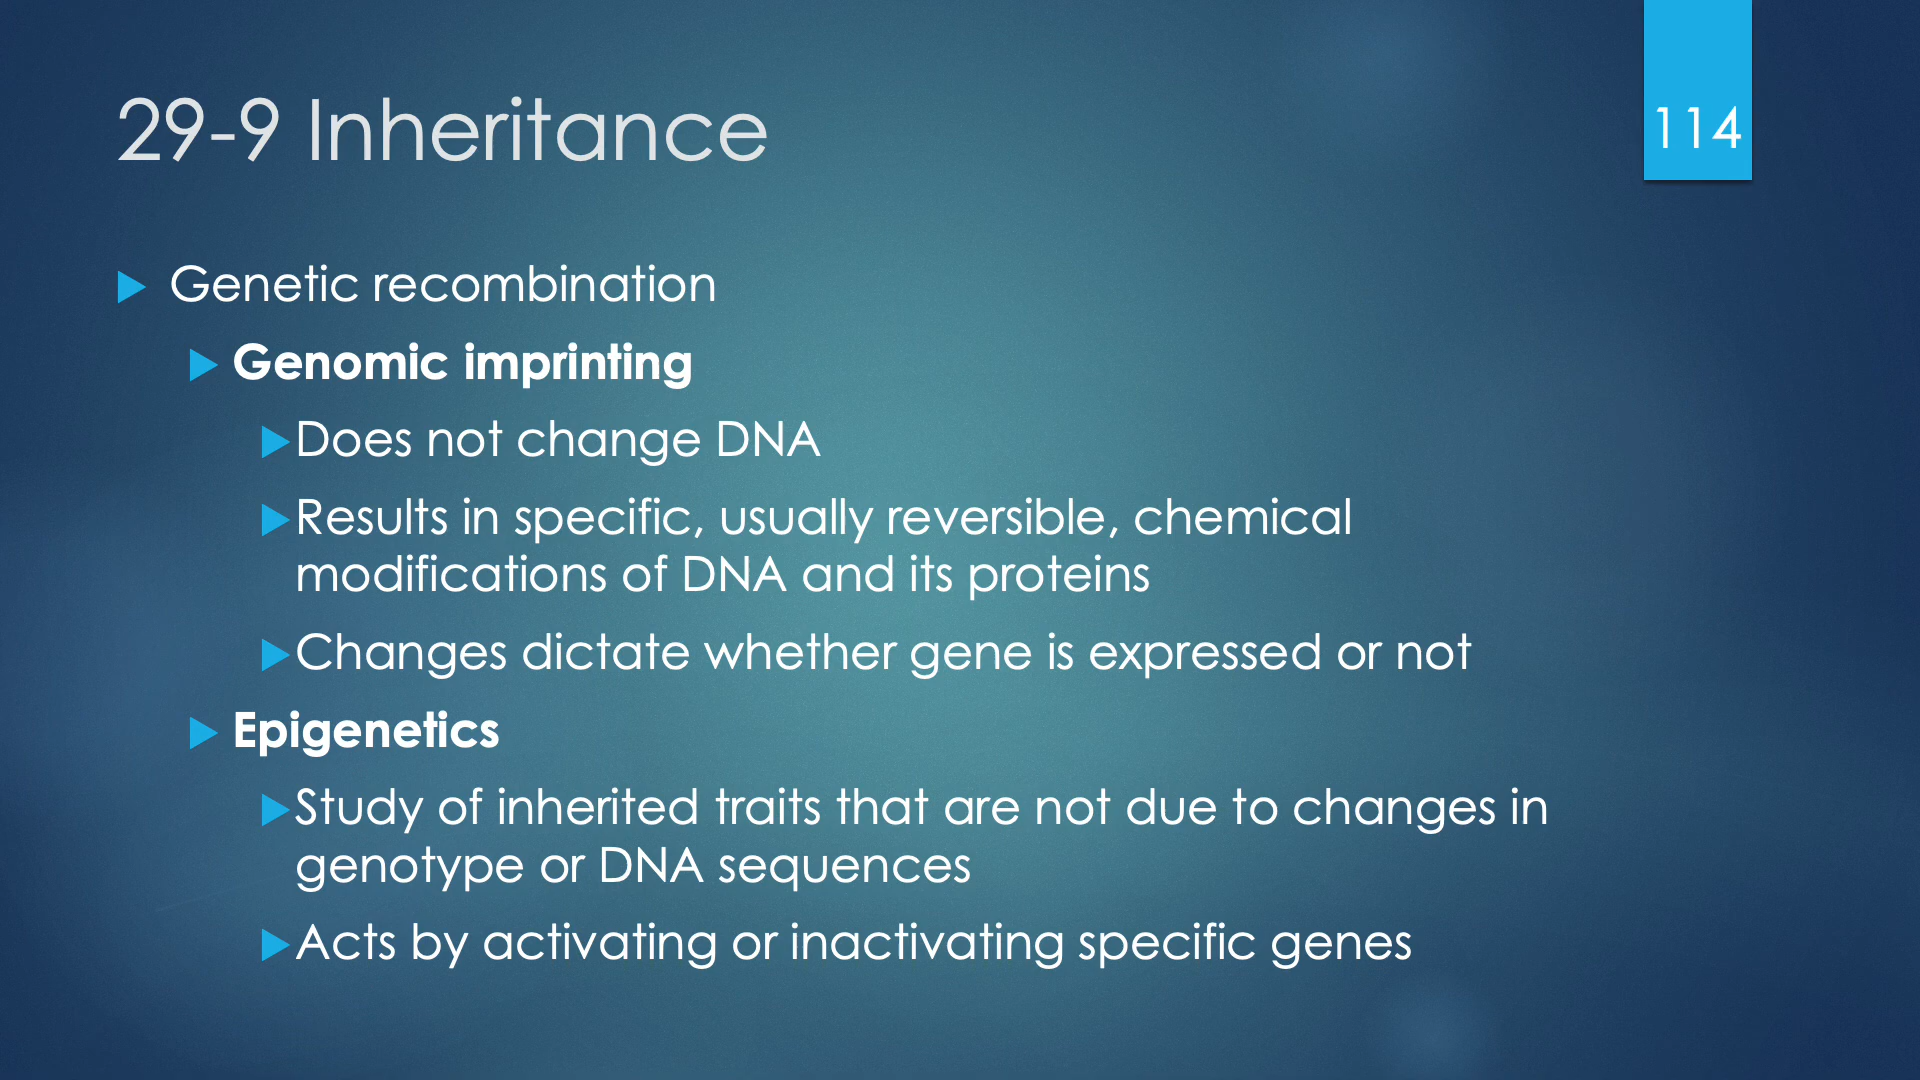 29-9 Inheritance
114
Genetic recombination
Genomic imprinting
Does not change DNA
Results in specific, usually reversible, chemical
modifications of DNA and its proteins
Changes dictate whether gene is expressed or not
Epigenetics
Study of inherited traits that are not due to changes in
genotype or DNA sequences
Acts by activating or inactivating specific genes